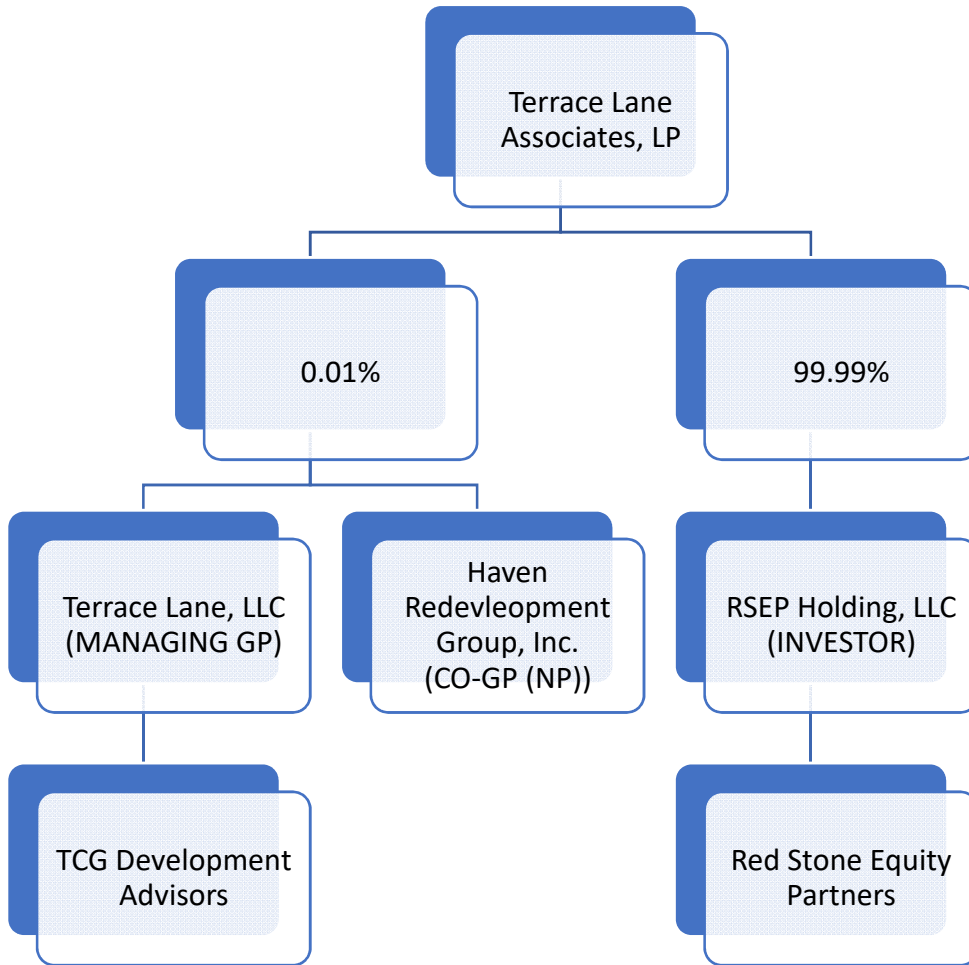 Terrace Lane
Associates, LP
0.01%
99.99%
Terrace Lane, LLC
(MANAGING GP)
Haven
Redevleopment
Group, Inc.
(CO-GP (NP))
RSEP Holding, LLC
(INVESTOR)
TCG Development
Advisors
Red Stone Equity
Partners